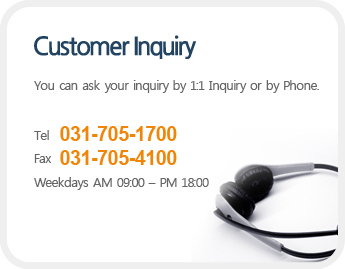 Customer Inquiry
You can ask your inquiry by 1:1 Inquiry or by Phone.
Tel 031-705-1700
Fax 031-705-4100
Weekdays AM 09:00 – PM 18:00